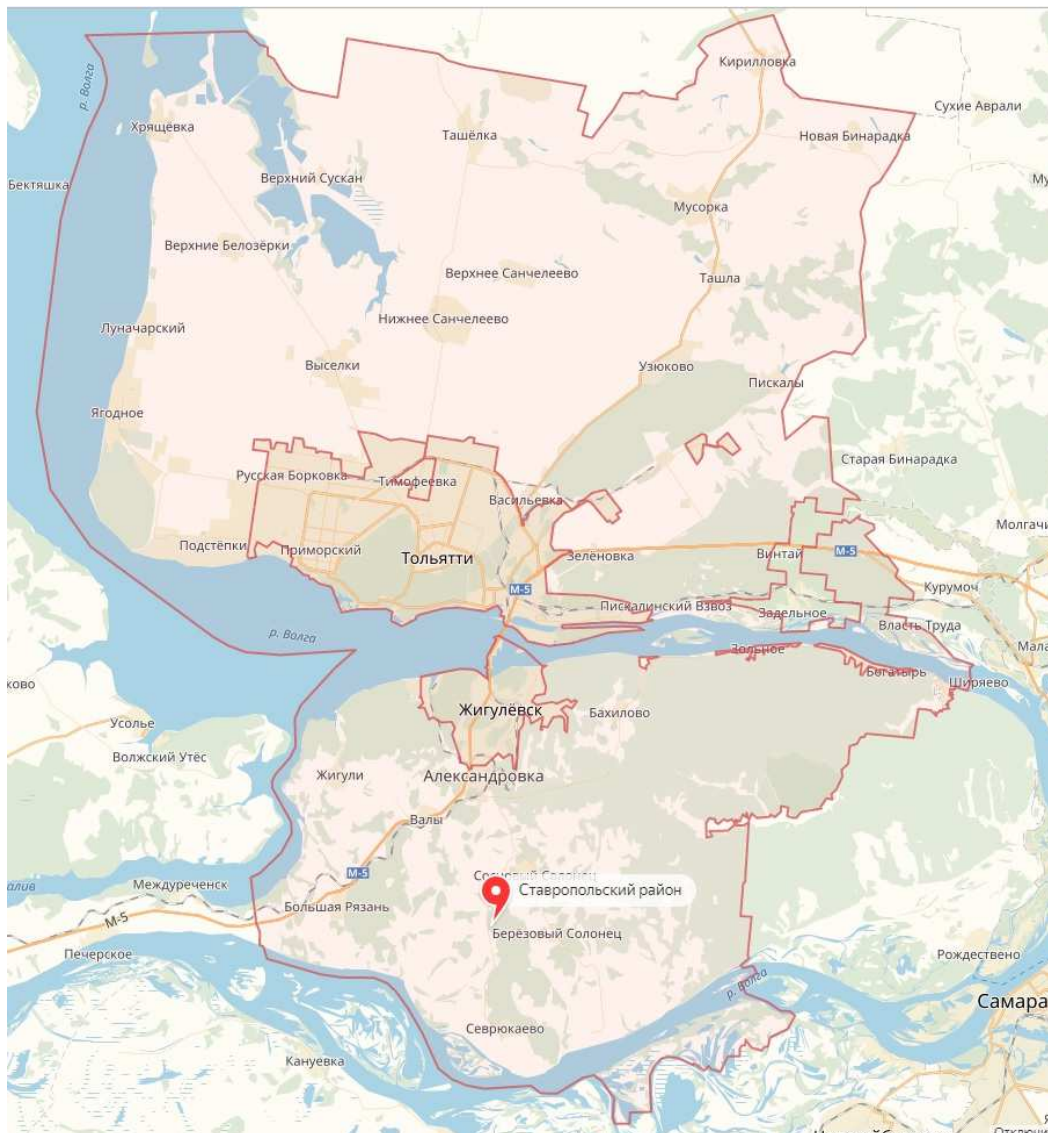 Кирилловка
р. Волга
Сухие Аврали
Хрящёвка
Ташёлка
Новая Бинарадка
Верхний Сускан
Бектяшка
Мусорка
Верхние Белозёрки
Верхнее Санчелеево
Ташла
Нижнее Санчелеево
Луначарский
Выселки
Узюково
Пискалы
Ягодное
Старая Бинарадка
Русская Борковка
Тимофеевка
Васильевка
Подстёпки
Приморский
Тольятти
Зелёновка
Винтай
М-5
М-5
Курумоч
Пискалинский Взвоз
Задельное
Власть Труда
р. Волга
Зольное
Богатырь
Ширяево
Жигулёвск
Бахилово
Усолье
Волжский Утёс
Жигули
Александровка
Валы
М-5
Сосновый Солонец
Междуреченск
Ставропольский район
Большая Рязань
М-5
Берёзовый Солонец
Печерское
Рождествено
р. Волга
Самара
Севрюкаево
Кануевка